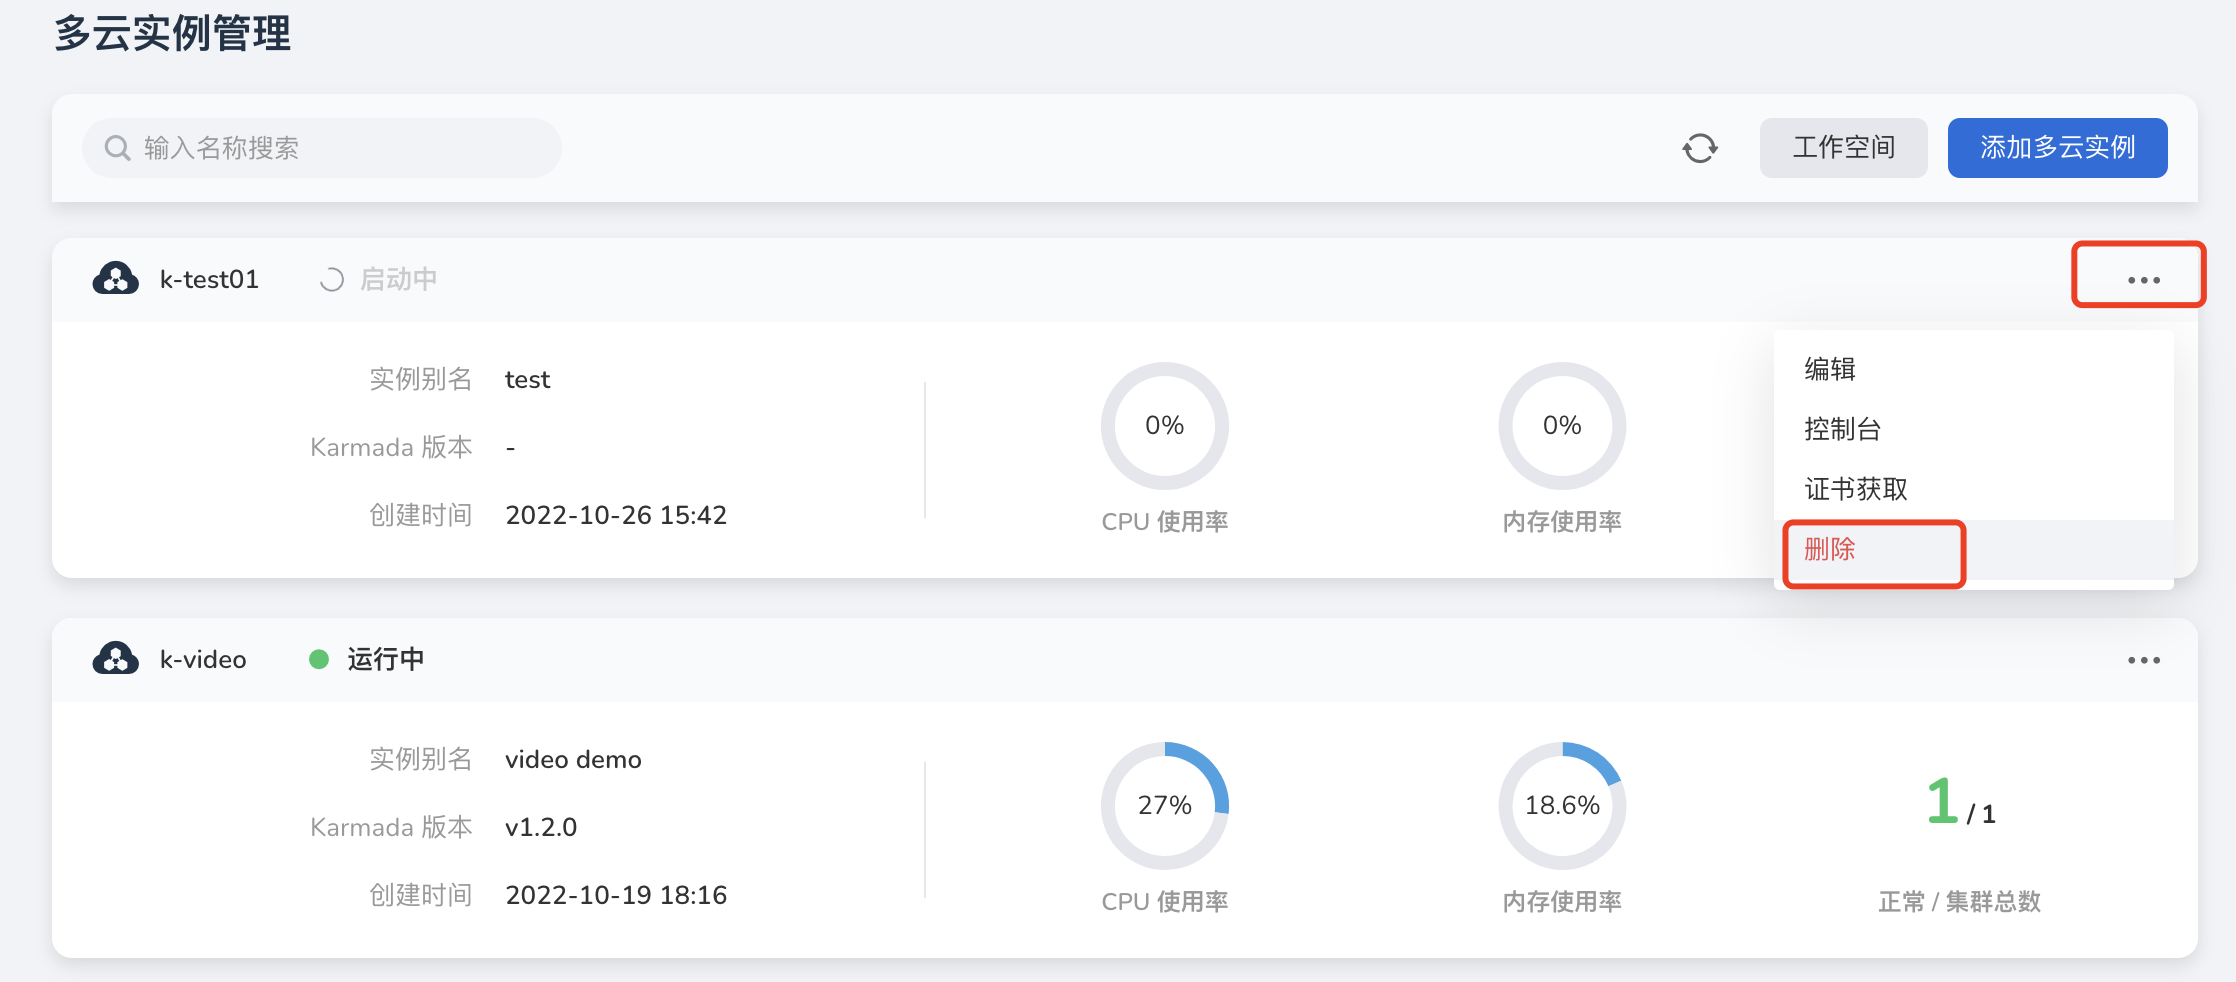 多云实例管理
输入名称搜索
工作空间
添加多云实例
k-test01
启动中
实例别名 test
Karmada 版本 -
创建时间 2022-10-26 15:42
0%
CPU 使用率
0%
内存使用率
编辑
控制台
证书获取
删除
k-video
运行中
实例别名 video demo
Karmada 版本 v1.2.0
创建时间 2022-10-19 18:16
27%
CPU 使用率
18.6%
内存使用率
1 / 1
正常 / 集群总数